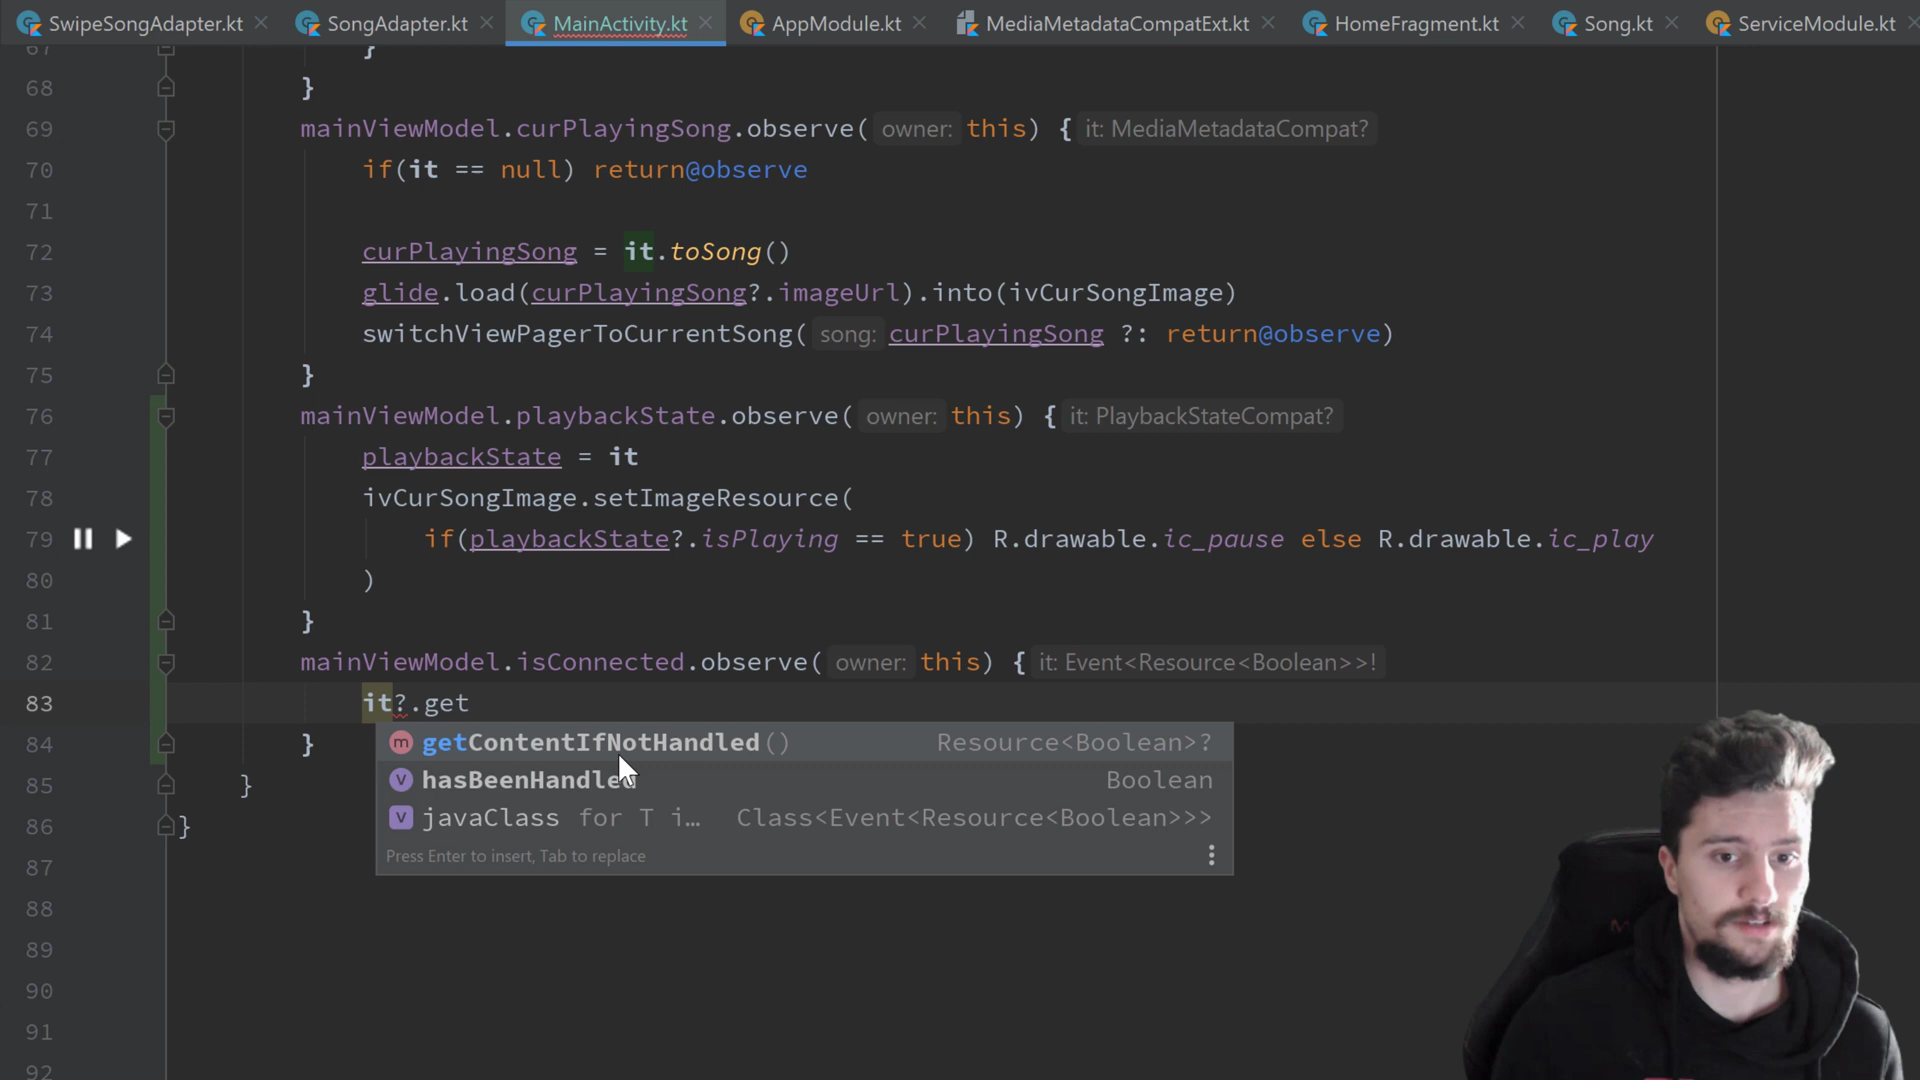 SwipeSongAdapter.kt SongAdapter.kt MainActivity.kt AppModule.kt MediaMetadataCompatExt.kt HomeFragment.kt Song.kt ServiceModule.kt
67 }
68 }
69 mainViewModel.curPlayingSong.observe( owner: this) { it: MediaMetadataCompat?
70 if(it == null) return@observe
71
72 curPlayingSong = it.toSong()
73 glide.load(curPlayingSong?.imageUrl).into(ivCurSongImage)
74 switchViewPagerToCurrentSong( song: curPlayingSong ?: return@observe)
75 }
76 mainViewModel.playbackState.observe( owner: this) { it: PlaybackStateCompat?
77 playbackState = it
78 ivCurSongImage.setImageResource(
79 if(playbackState?.isPlaying == true) R.drawable.ic_pause else R.drawable.ic_play
80 )
81 }
82 mainViewModel.isConnected.observe( owner: this) { it: Event<Resource<Boolean>>!
83 it?.get
getContentIfNotHandled() Resource<Boolean>?
84 }
hasBeenHandled Boolean
85 }
javaClass for T i... Class<Event<Resource<Boolean>>>
86 }
Press Enter to insert, Tab to replace
87
88
89
90
91
92